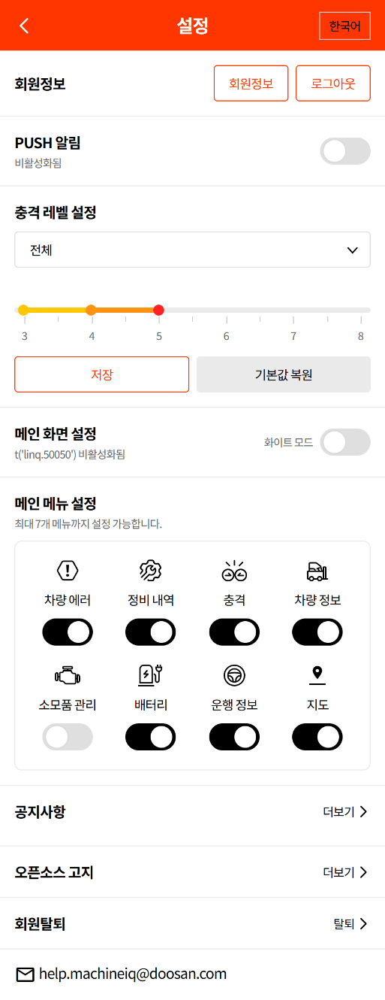 설정
한국어
회원정보
회원정보
로그아웃
PUSH 알림
비활성화됨
충격 레벨 설정
전체
3 4 5 6 7 8
저장
기본값 복원
메인 화면 설정
t('linq.50050') 비활성화됨
화이트 모드
메인 메뉴 설정
최대 7개 메뉴까지 설정 가능합니다.
차량 에러
정비 내역
충격
차량 정보
소모품 관리
배터리
운행 정보
지도
공지사항
더보기
오픈소스 고지
더보기
회원탈퇴
탈퇴
help.machineiq@doosan.com